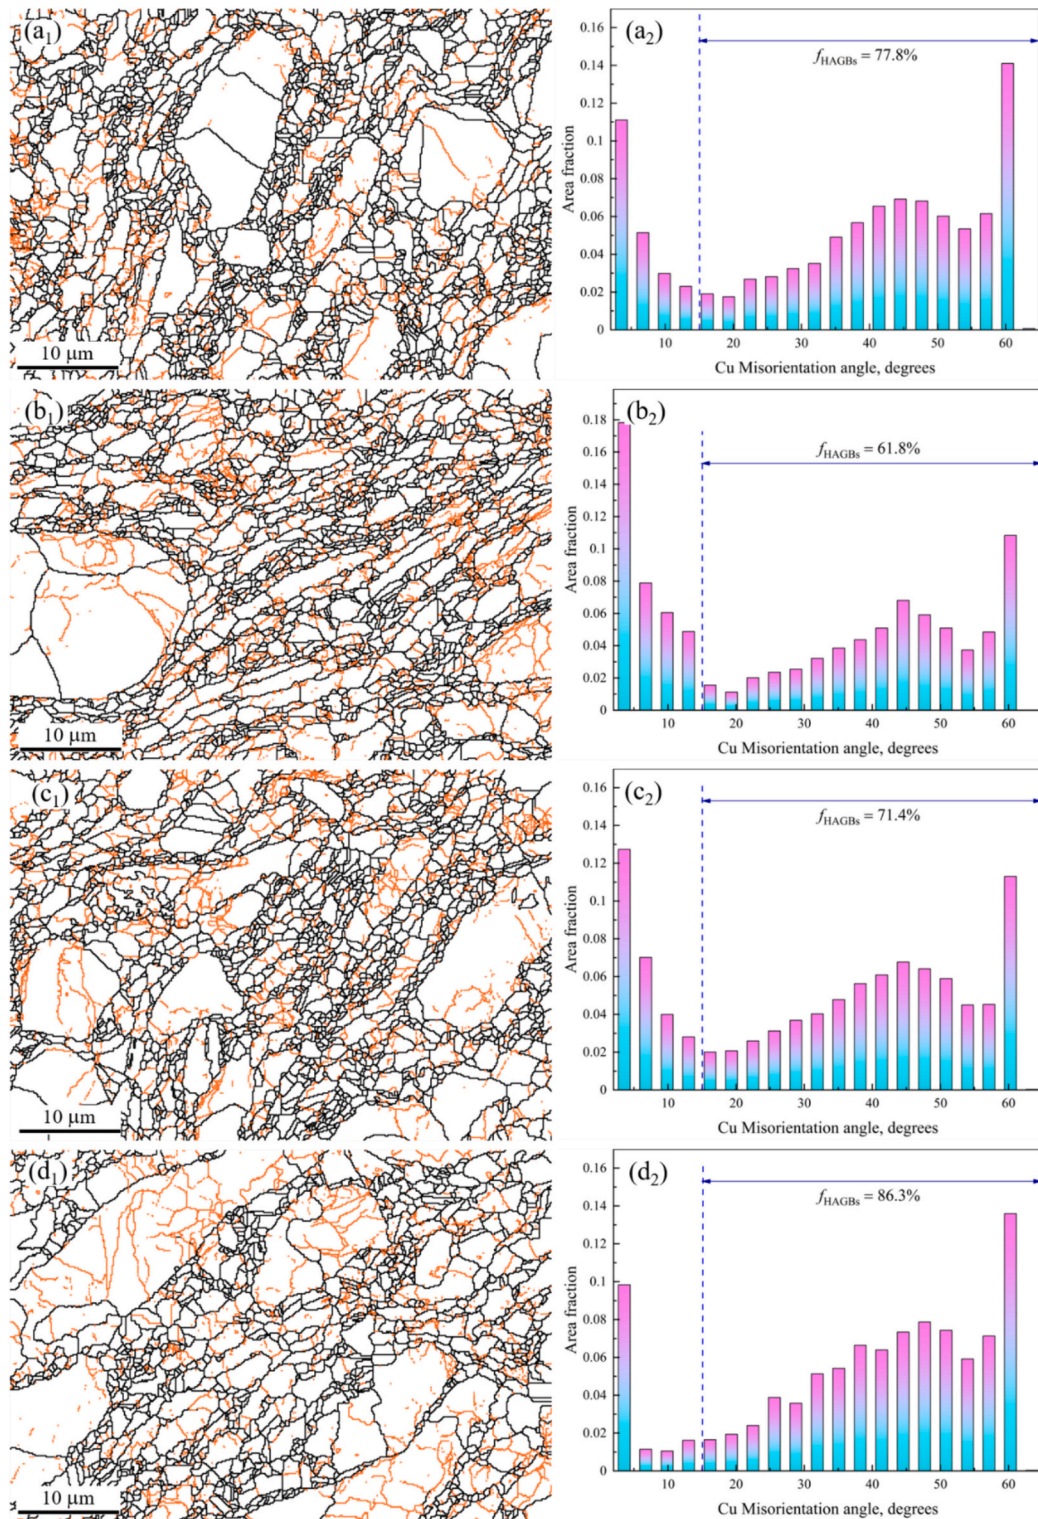 (a1)
10 μm
(a2)
fHAGBs = 77.8%
0.16
0.14
0.12
0.1
0.08
0.06
0.04
0.02
0
Area fraction
10 20 30 40 50 60
Cu Misorientation angle, degrees
(b1)
10 μm
(b2)
fHAGBs = 61.8%
0.18
0.16
0.14
0.12
0.1
0.08
0.06
0.04
0.02
0
Area fraction
10 20 30 40 50 60
Cu Misorientation angle, degrees
(c1)
10 μm
(c2)
fHAGBs = 71.4%
0.16
0.14
0.12
0.1
0.08
0.06
0.04
0.02
0
Area fraction
10 20 30 40 50 60
Cu Misorientation angle, degrees
(d1)
10 μm
(d2)
fHAGBs = 86.3%
0.16
0.14
0.12
0.1
0.08
0.06
0.04
0.02
0
Area fraction
10 20 30 40 50 60
Cu Misorientation angle, degrees